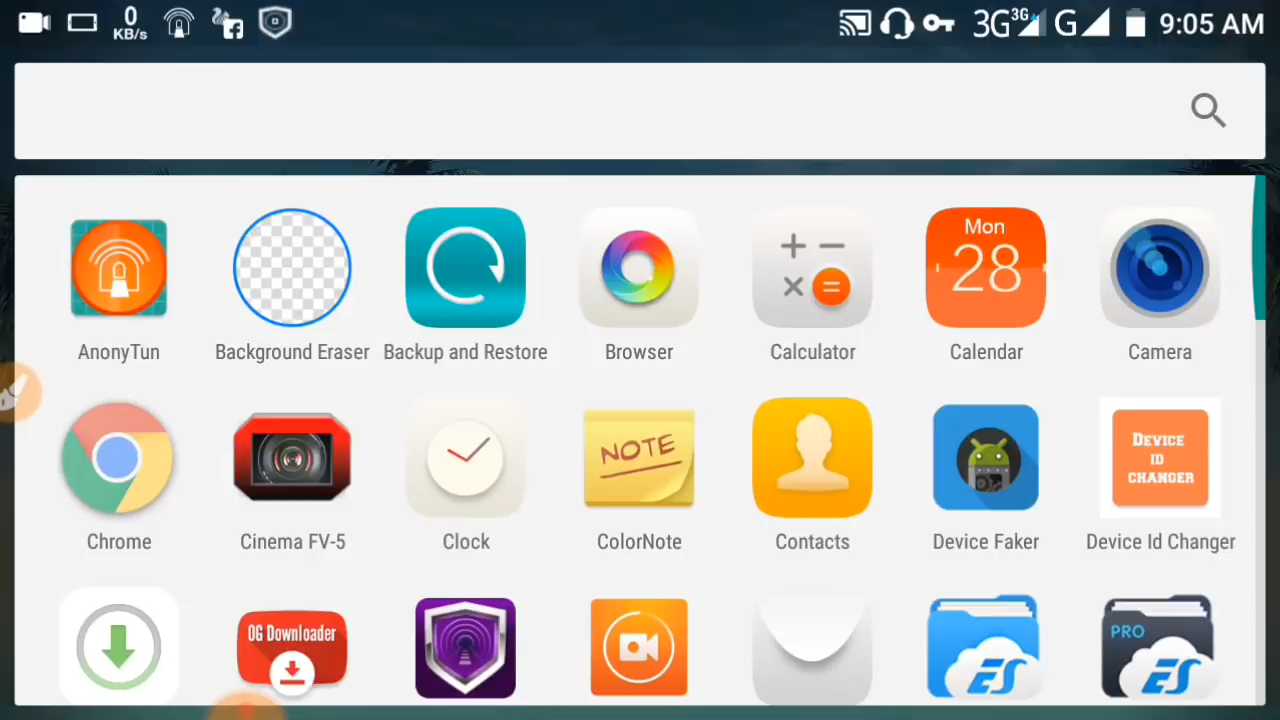 0
KB/s
3G 3G G 9:05 AM
Mon
28
AnonyTun Background Eraser Backup and Restore Browser Calculator Calendar Camera
NOTE
DEVICE
ID
CHANGER
Chrome Cinema FV-5 Clock ColorNote Contacts Device Faker Device Id Changer
OG Downloader
ES
PRO
ES